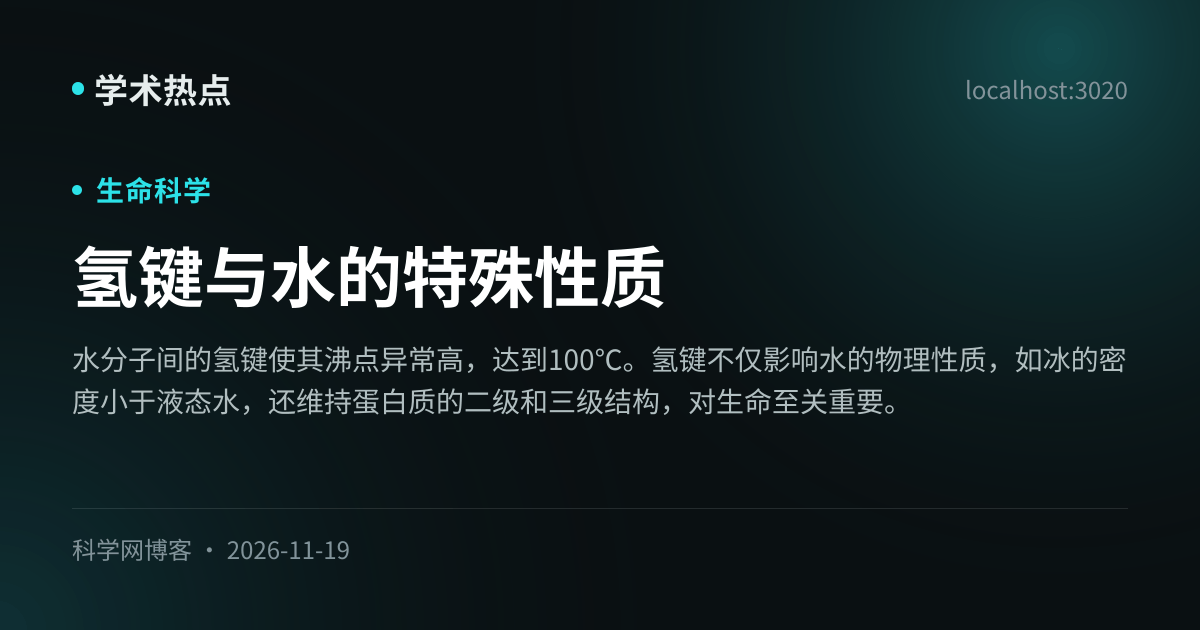 学术热点
localhost:3020
生命科学
氢键与水的特殊性质
水分子间的氢键使其沸点异常高，达到100℃。氢键不仅影响水的物理性质，如冰的密
度小于液态水，还维持蛋白质的二级和三级结构，对生命至关重要。
科学网博客 · 2026-11-19